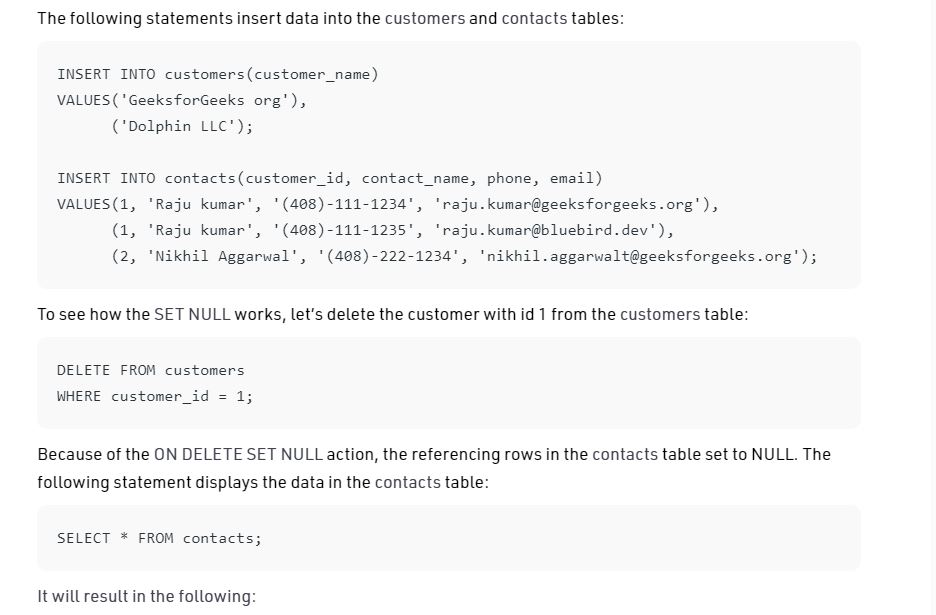 The following statements insert data into the customers and contacts tables:
INSERT INTO customers(customer_name)
VALUES('GeeksforGeeks org'),
('Dolphin LLC');
INSERT INTO contacts(customer_id, contact_name, phone, email)
VALUES(1, 'Raju kumar', '(408)-111-1234', 'raju.kumar@geeksforgeeks.org'),
(1, 'Raju kumar', '(408)-111-1235', 'raju.kumar@bluebird.dev'),
(2, 'Nikhil Aggarwal', '(408)-222-1234', 'nikhil.aggarwalt@geeksforgeeks.org');
To see how the SET NULL works, let’s delete the customer with id 1 from the customers table:
DELETE FROM customers
WHERE customer_id = 1;
Because of the ON DELETE SET NULL action, the referencing rows in the contacts table set to NULL. The
following statement displays the data in the contacts table:
SELECT * FROM contacts;
It will result in the following: